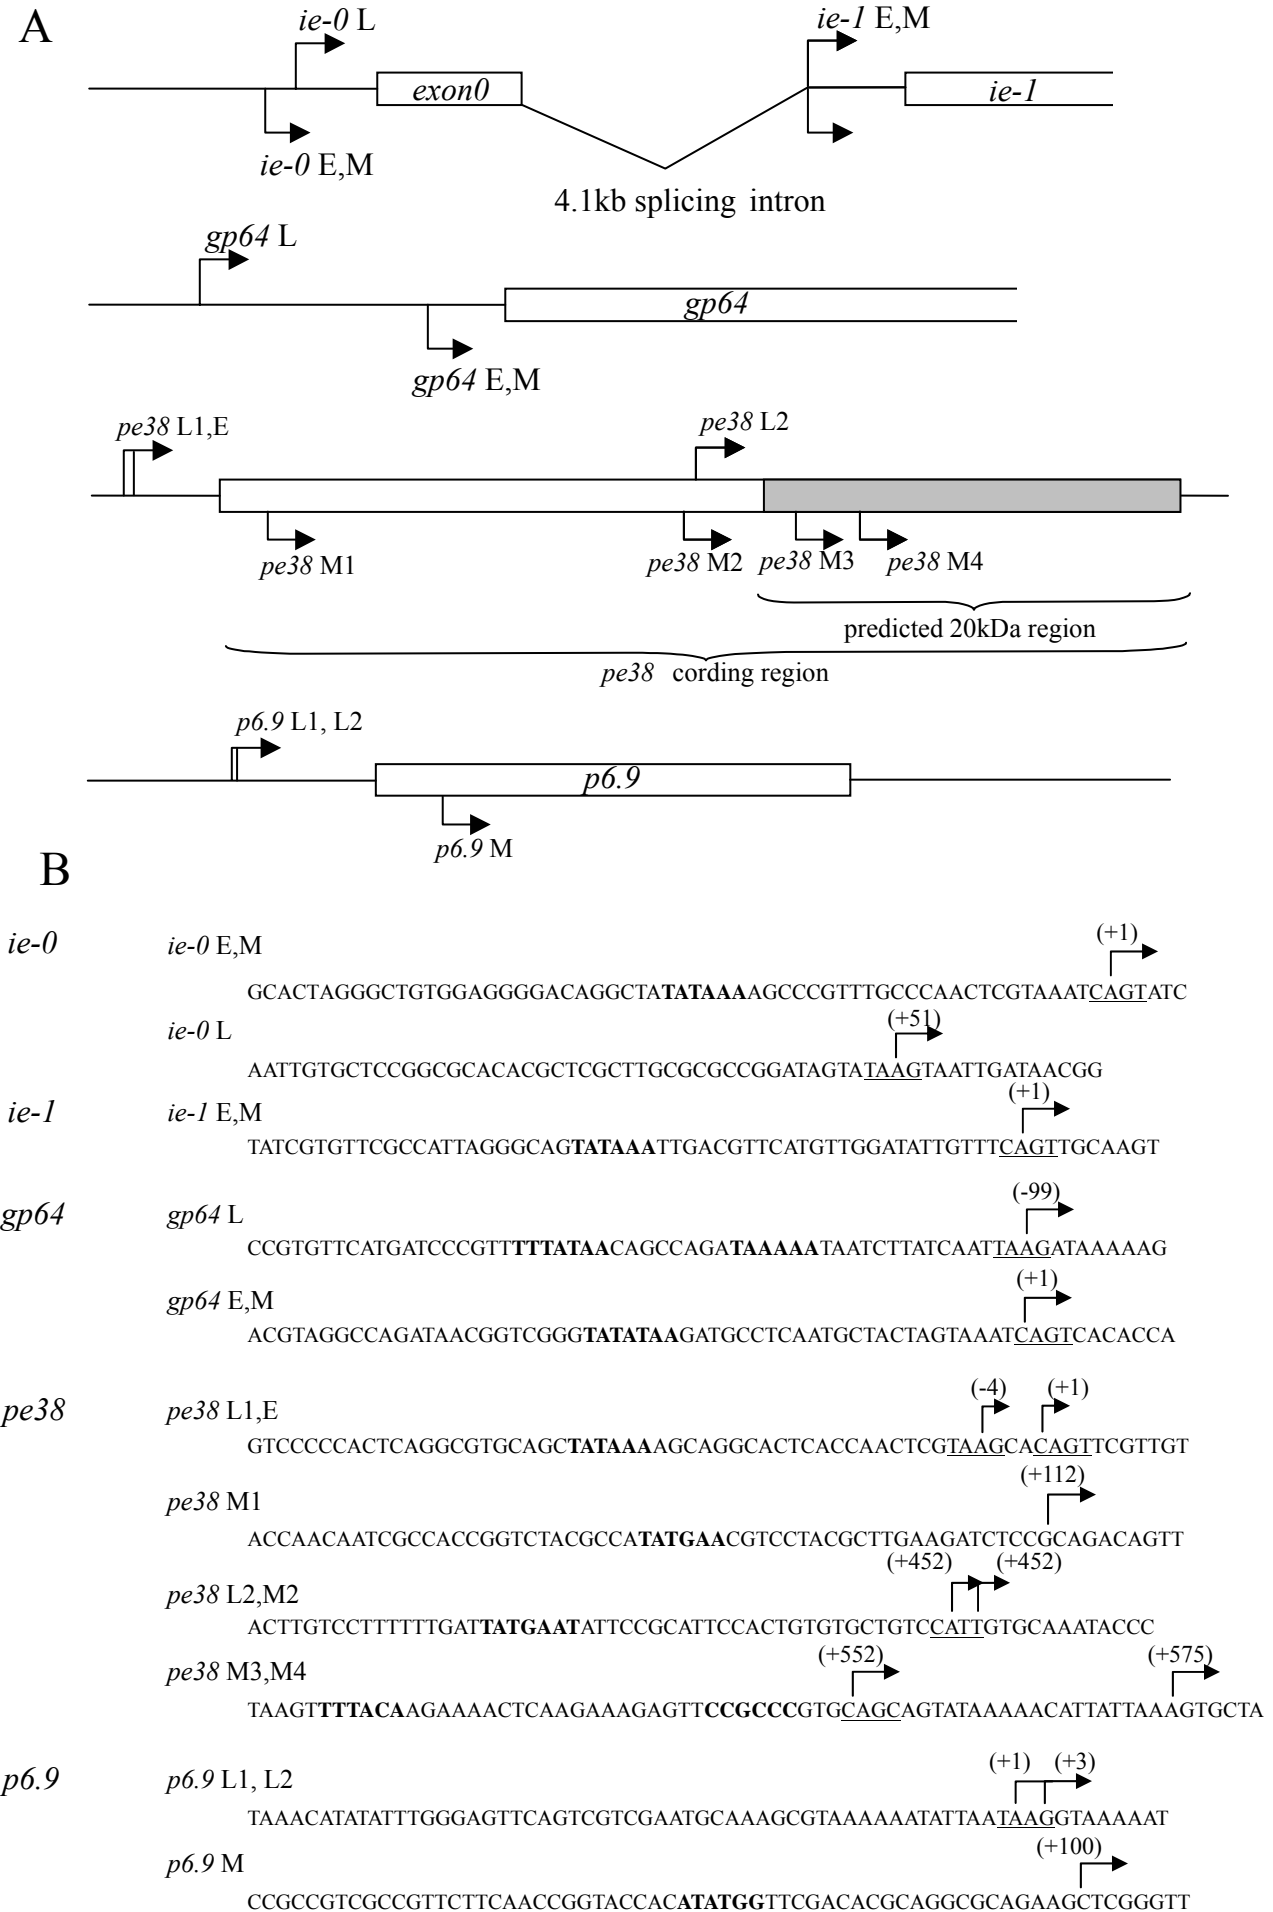 A
ie-0 L
ie-1 E,M
exon0
ie-1
ie-0 E,M
4.1kb splicing intron
gp64 L
gp64
gp64 E,M
pe38 L1,E
pe38 L2
pe38 M1
pe38 M2
pe38 M3
pe38 M4
predicted 20kDa region
pe38 cording region
p6.9 L1, L2
p6.9
p6.9 M
B
ie-0
ie-0 E,M
(+1)
GCACTAGGGCTGTGGAGGGGACAGGCTATATAAAAGCCCGTTTGCCCAACTCGTAAATCAGTATC
ie-0 L
(+51)
AATTGTGCTCCGGCGCACACGCTCGCTTGCGCGCCGGATAGTATAAGTAATTGATAACGG
ie-1
ie-1 E,M
(+1)
TATCGTGTTCGCCATTAGGGCAGTATAAATTGACGTTCATGTTGGATATTGTTTCAGTTGCAAGT
gp64
gp64 L
(-99)
CCGTGTTCATGATCCCGTTTTTATAACAGCCAGATAAAAATAATCTTATCAATTAAGATAAAAAG
gp64 E,M
(+1)
ACGTAGGCCAGATAACGGTCGGGTATATAAGATGCCTCAATGCTACTAGTAAATCAGTCACACCA
pe38
pe38 L1,E
(-4)
(+1)
GTCCCCCACTCAGGCGTGCAGCTATAAAAGCAGGCACTCACCAACTCGTAAGCACAGTTCGTTGT
pe38 M1
(+112)
ACCAACAATCGCCACCGGTCTACGCCATATGAACGTCCTACGCTTGAAGATCTCCGCAGACAGTT
pe38 L2,M2
(+452)
(+452)
ACTTGTCCTTTTTTGATTATGAATATTCCGCATTCCACTGTGTGCTGTCCATTGTGCAAATACCC
pe38 M3,M4
(+552)
(+575)
TAAGTTTTACAAGAAAACTCAAGAAAGAGTTCCGCCCGTGCAGCAGTATAAAAACATTATTAAAGTGCTA
p6.9
p6.9 L1, L2
(+1)
(+3)
TAAACATATATTTGGGAGTTCAGTCGTCGAATGCAAAGCGTAAAAAATATTAATAAGGTAAAAAT
p6.9 M
(+100)
CCGCCGTCGCCGTTCTTCAACCGGTACCACATATGGTTCGACACGCAGGCGCAGAAGCTCGGGTT